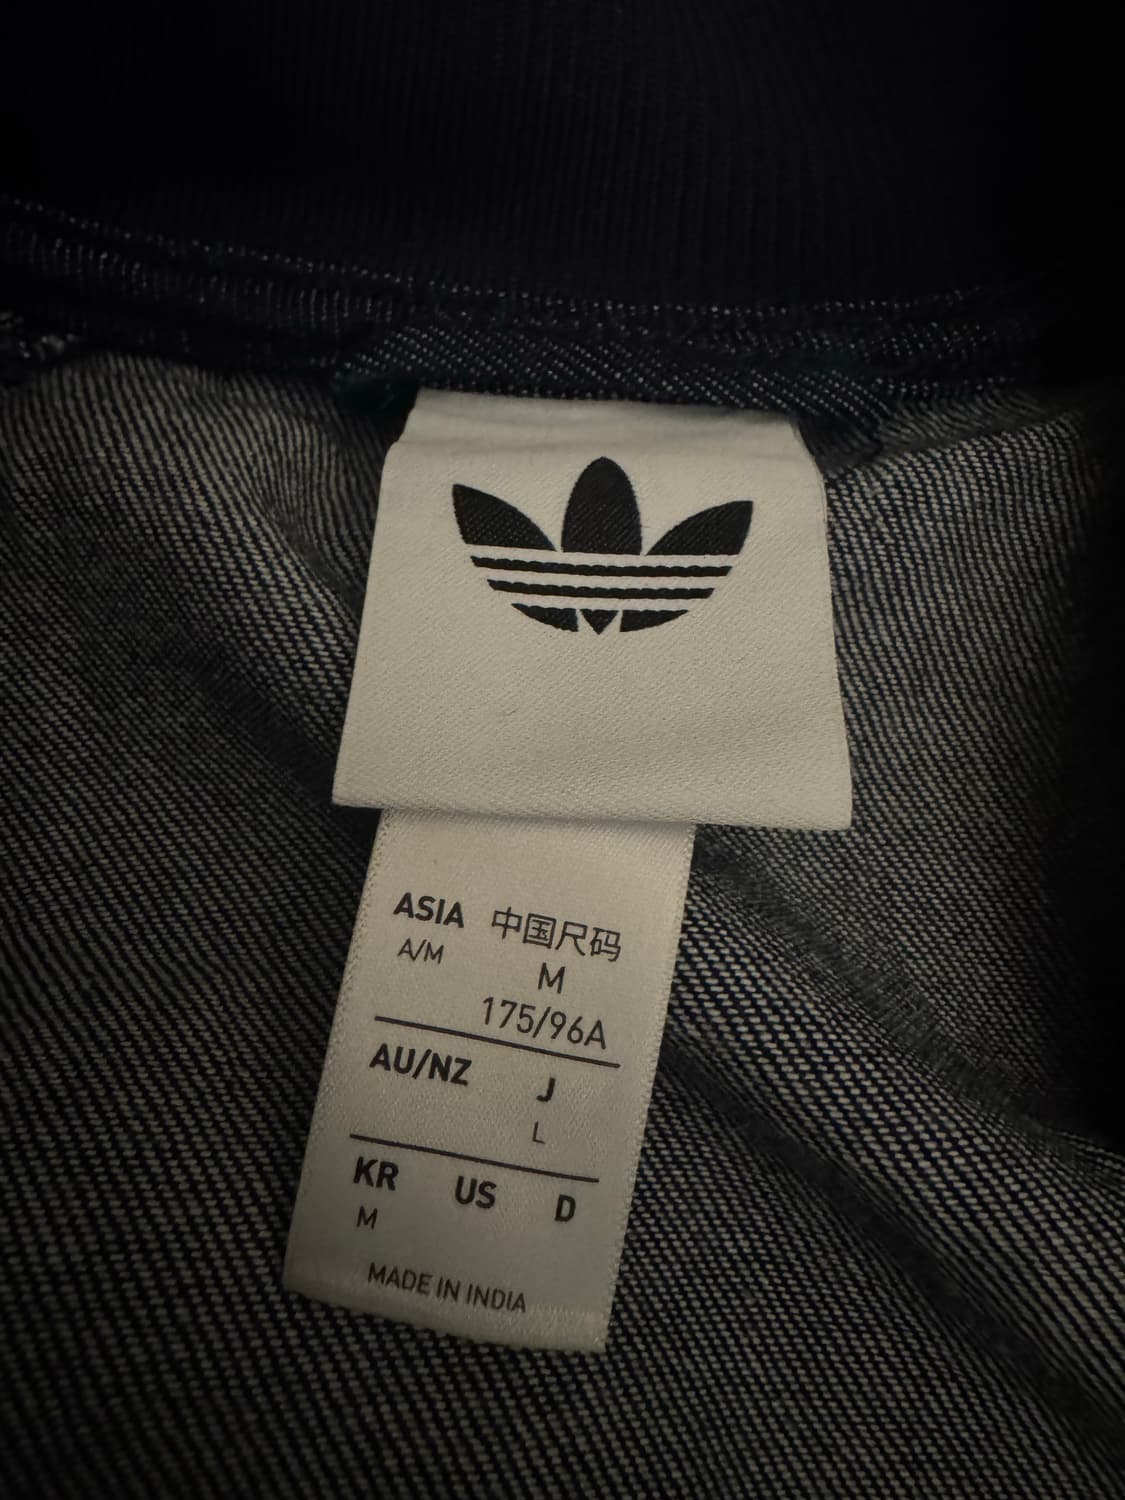 ASIA 中国尺码
A/M M
175/96A
AU/NZ J
L
KR US D
M
MADE IN INDIA